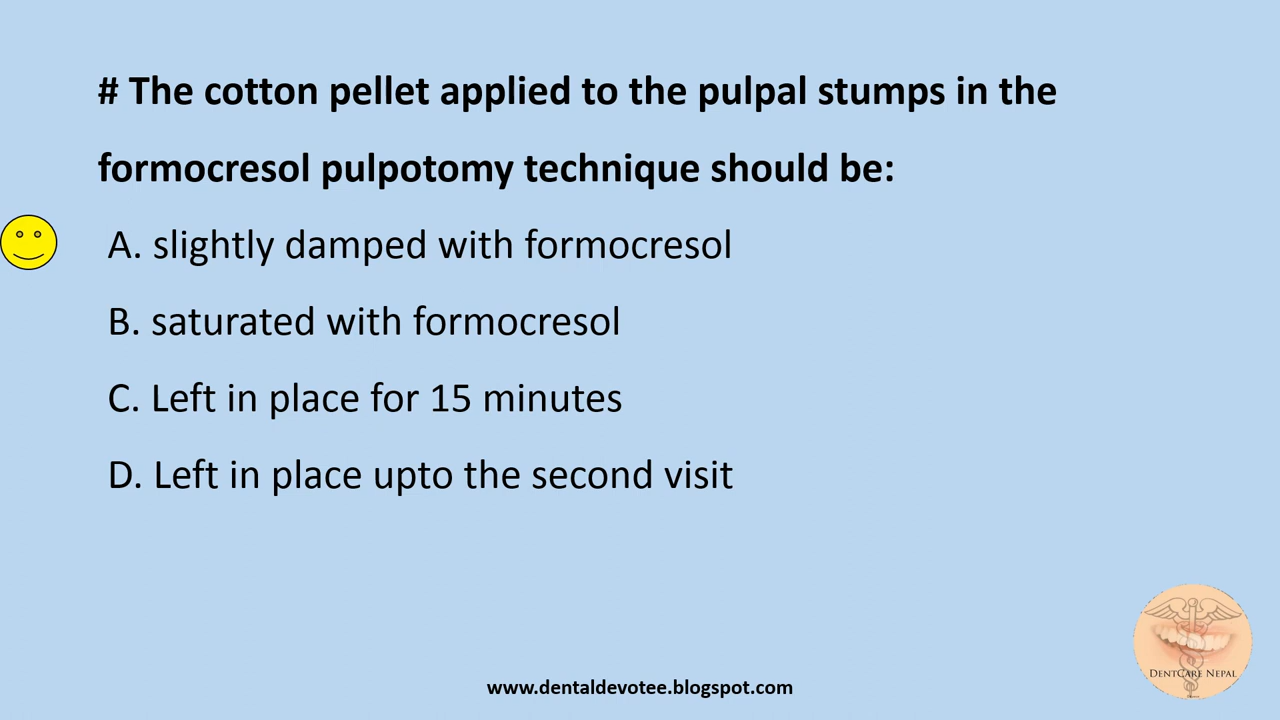 # The cotton pellet applied to the pulpal stumps in the
formocresol pulpotomy technique should be:
A. slightly damped with formocresol
B. saturated with formocresol
C. Left in place for 15 minutes
D. Left in place upto the second visit
DentCare Nepal
www.dentaldevotee.blogspot.com